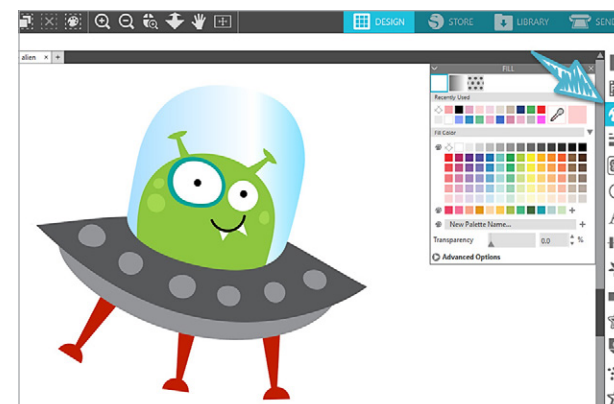 DESIGN
STORE
LIBRARY
SEND
alien
FILL
Recently Used
Fill Color
New Palette Name...
Transparency
0.0
%
Advanced Options